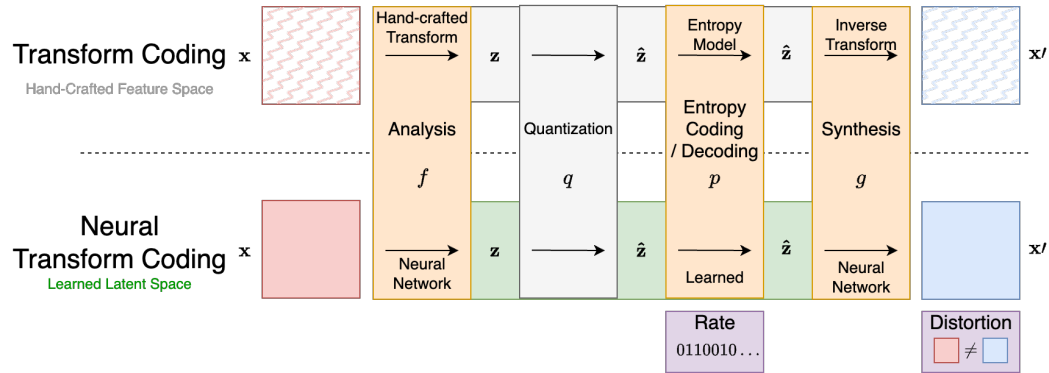 Transform Coding
Hand-Crafted Feature Space
x
Hand-crafted
Transform
z
ẑ
Entropy
Model
ẑ
Inverse
Transform
x′
Analysis
f
Quantization
q
Entropy
Coding
/ Decoding
p
Synthesis
g
Neural
Transform Coding
Learned Latent Space
x
Neural
Network
z
ẑ
Learned
ẑ
Neural
Network
x′
Rate
0110010...
Distortion
≠